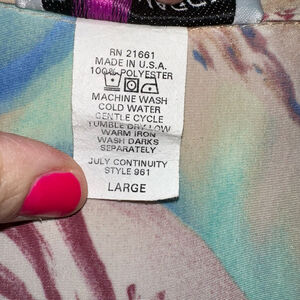 RN 21661
MADE IN U.S.A.
100% POLYESTER
MACHINE WASH
COLD WATER
GENTLE CYCLE
TUMBLE DRY LOW
WARM IRON
WASH DARKS
SEPARATELY
JULY CONTINUITY
STYLE 961
LARGE